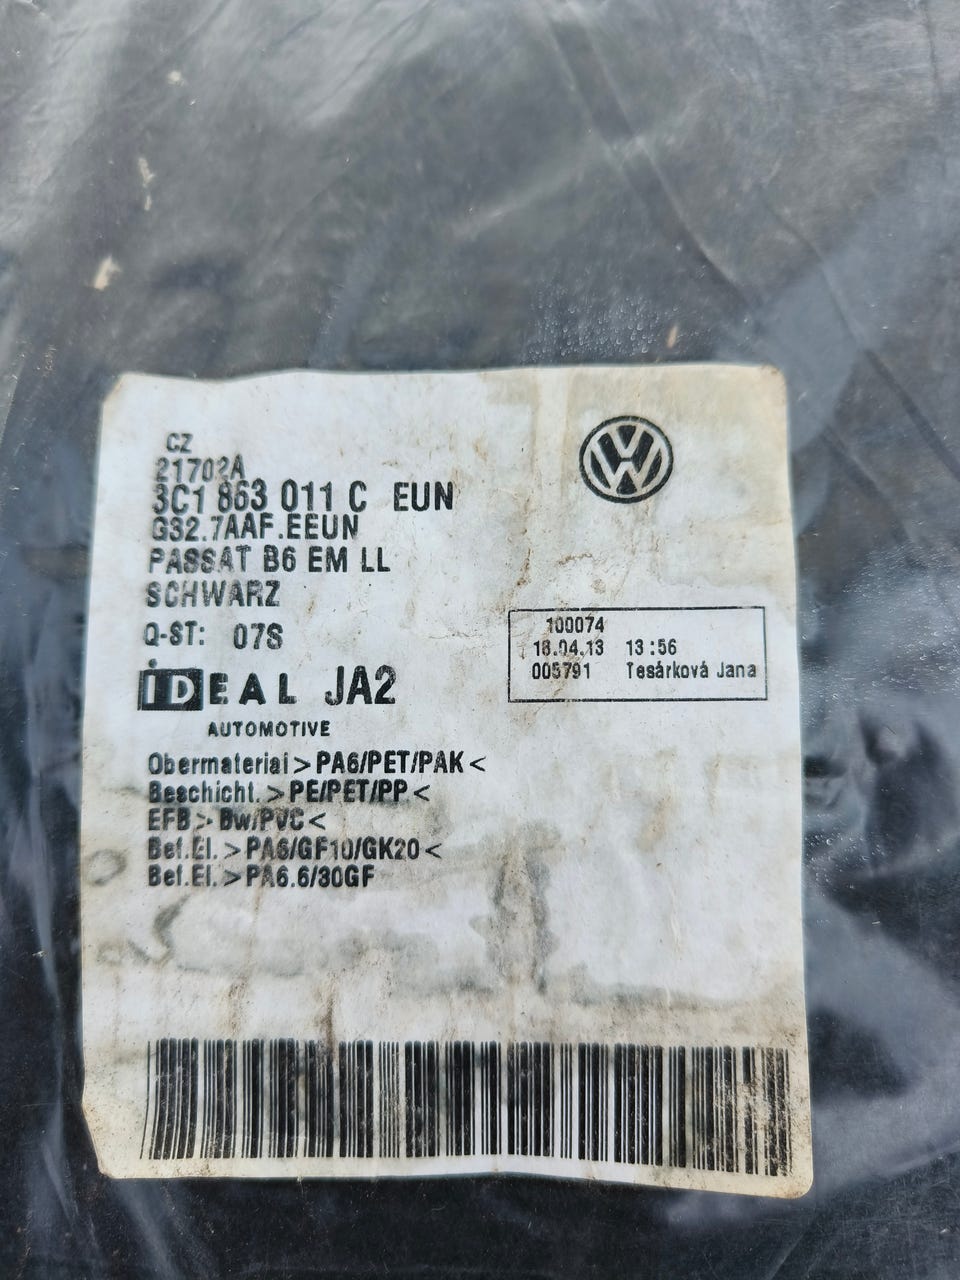 CZ
21702A
3C1 863 011 C EUN
G32.7AAF.EEUN
PASSAT B6 EM LL
SCHWARZ
Q-ST: 07S
100074
18.04.13 13:56
005791 Tesárková Jana
iDEAL JA2
AUTOMOTIVE
Obermaterial >PA6/PET/PAK<
Beschicht. >PE/PET/PP<
EFB > Bw/PVC<
Bef.El. >PA6/GF10/GK20<
Bef.El. >PA6.6/30GF
VW